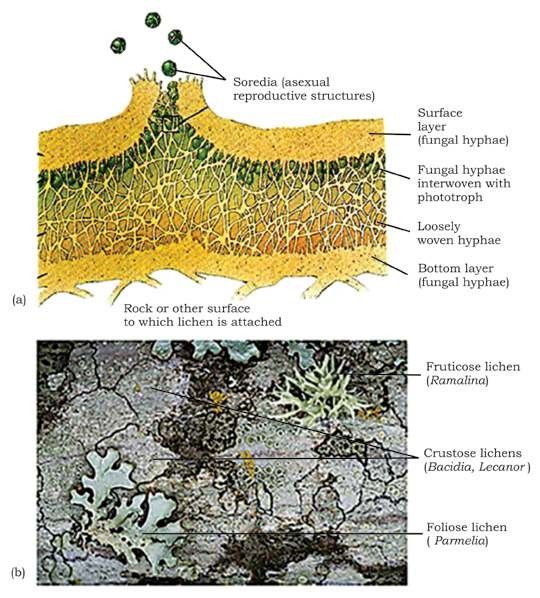 Soredia (asexual
reproductive structures)
Surface
layer
(fungal hyphae)
Fungal hyphae
interwoven with
phototroph
Loosely
woven hyphae
Bottom layer
(fungal hyphae)
(a)
Rock or other surface
to which lichen is attached
Fruticose lichen
(Ramalina)
Crustose lichens
(Bacidia, Lecanor)
Foliose lichen
( Parmelia)
(b)